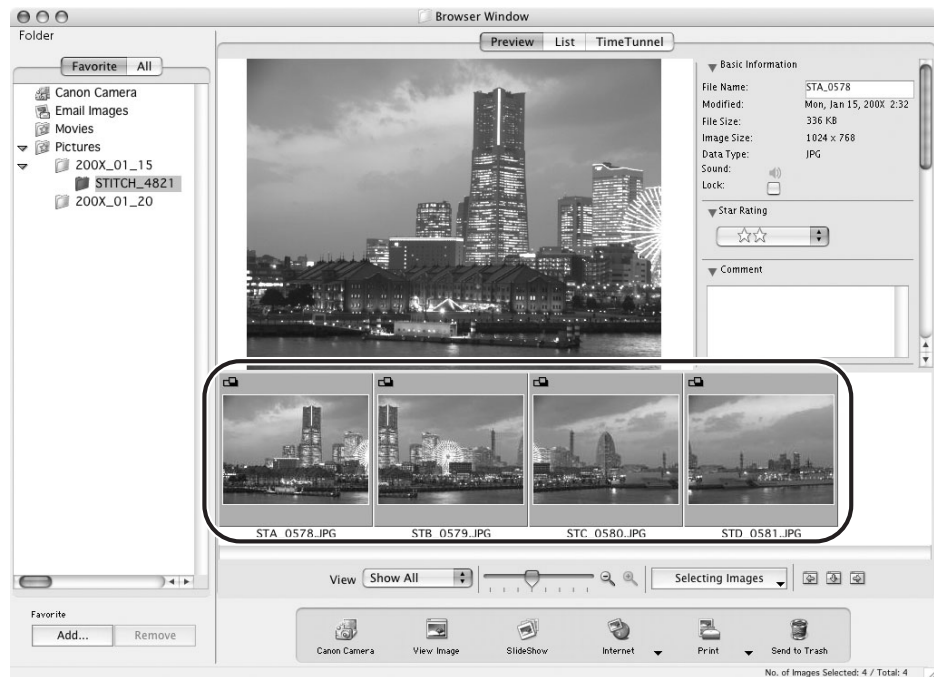 Browser Window
Folder
Favorite All
Canon Camera
Email Images
Movies
Pictures
200X_01_15
STITCH_4821
200X_01_20
Preview List TimeTunnel
Basic Information
File Name: STA_0578
Modified: Mon, Jan 15, 200X 2:32
File Size: 336 KB
Image Size: 1024 x 768
Data Type: JPG
Sound:
Lock:
Star Rating
Comment
STA_0578.JPG STB_0579.JPG STC_0580.JPG STD_0581.JPG
View Show All Selecting Images
Favorite
Add... Remove
Canon Camera View Image SlideShow Internet Print Send to Trash
No. of Images Selected: 4 / Total: 4